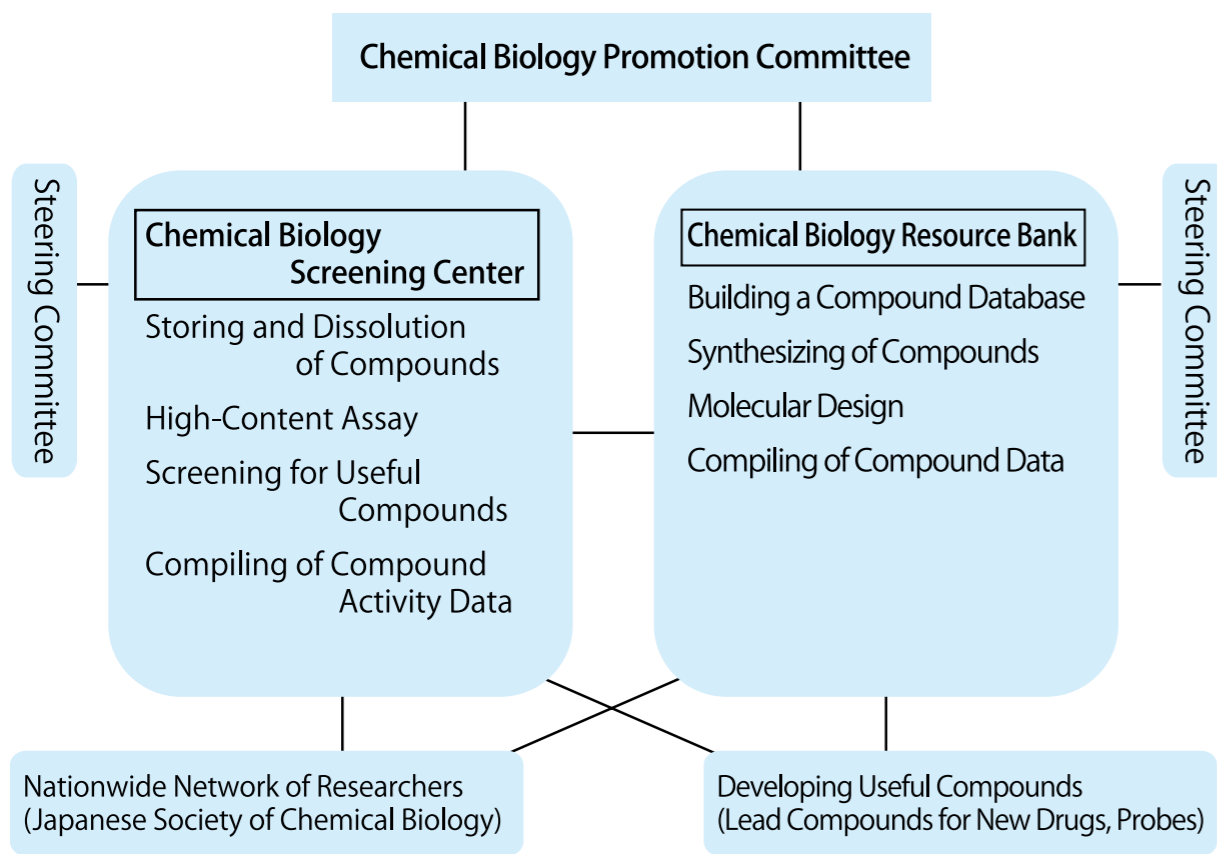 Chemical Biology Promotion Committee
Steering Committee
Chemical Biology
Screening Center
Storing and Dissolution
of Compounds
High-Content Assay
Screening for Useful
Compounds
Compiling of Compound
Activity Data
Chemical Biology Resource Bank
Building a Compound Database
Synthesizing of Compounds
Molecular Design
Compiling of Compound Data
Steering Committee
Nationwide Network of Researchers
(Japanese Society of Chemical Biology)
Developing Useful Compounds
(Lead Compounds for New Drugs, Probes)